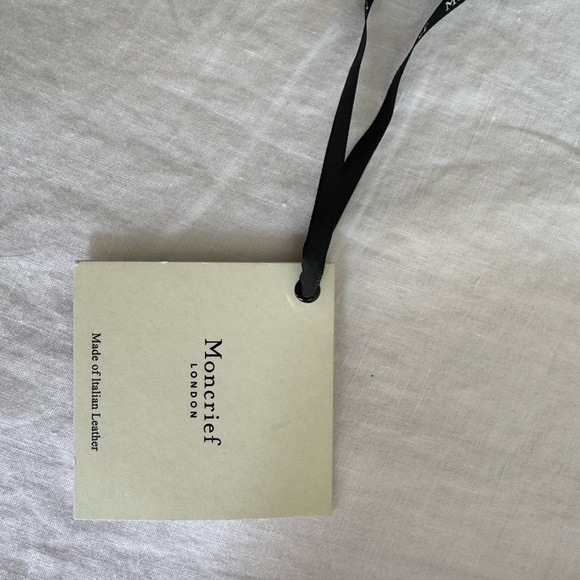 Moncrief
LONDON
Made of Italian Leather